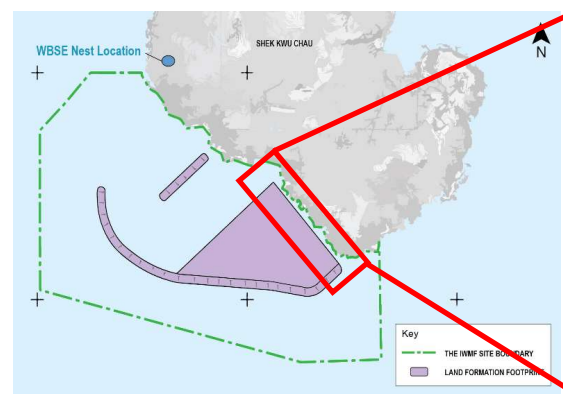 WBSE Nest Location
SHEK KWU CHAU
N
Key
THE IWMF SITE BOUNDARY
LAND FORMATION FOOTPRINT